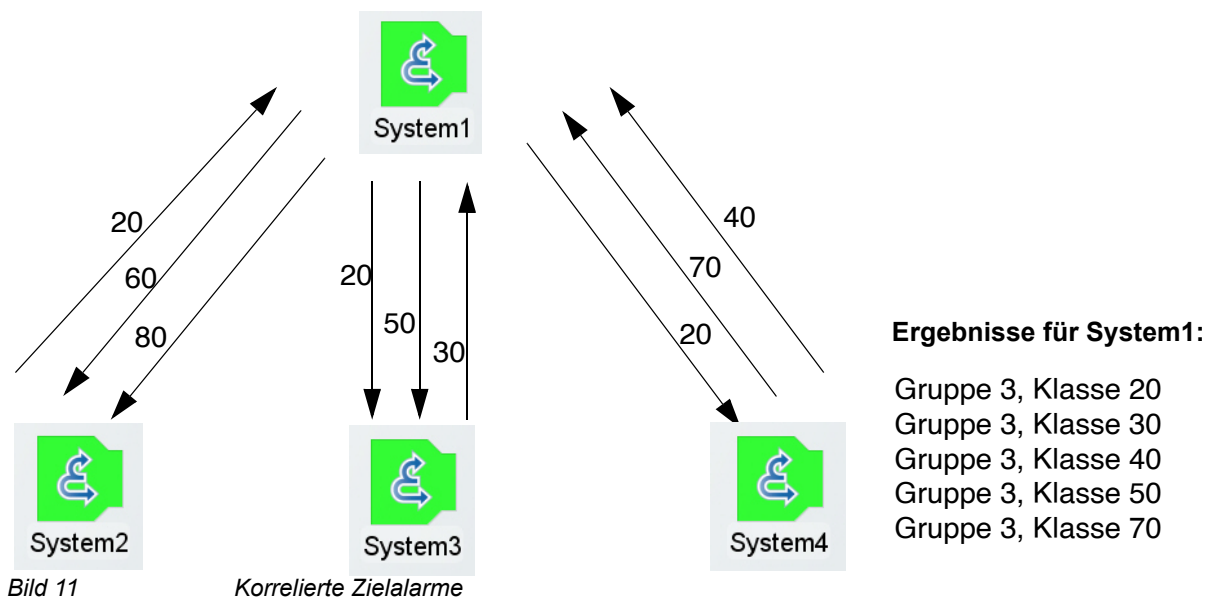 System1
20
60
80
20
50
30
40
70
20
System2
System3
System4
Ergebnisse für System1:
Gruppe 3, Klasse 20
Gruppe 3, Klasse 30
Gruppe 3, Klasse 40
Gruppe 3, Klasse 50
Gruppe 3, Klasse 70
Bild 11 Korrelierte Zielalarme